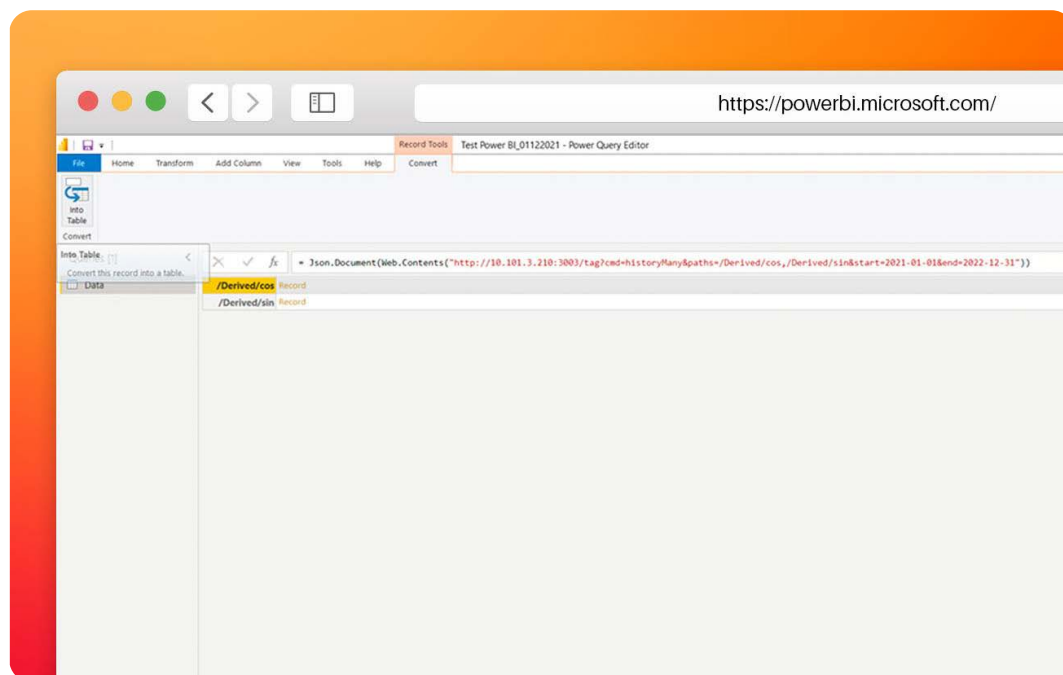 https://powerbi.microsoft.com/
Record Tools Test Power BI_01122021 - Power Query Editor
File Home Transform Add Column View Tools Help Convert
Into
Table
Convert
Into Table
Queries [1]
Convert this record into a table.
fx = Json.Document(Web.Contents("http://10.101.3.210:3003/tag?cmd=historyMany&paths=/Derived/cos,/Derived/sin&start=2021-01-01&end=2022-12-31"))
Data
/Derived/cos Record
/Derived/sin Record